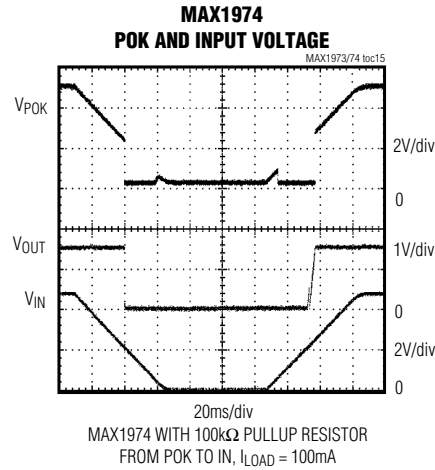 MAX1974
POK AND INPUT VOLTAGE
MAX1973/74 toc15
VPOK
2V/div
0
VOUT
1V/div
VIN
0
2V/div
0
20ms/div
MAX1974 WITH 100kΩ PULLUP RESISTOR
FROM POK TO IN, ILOAD = 100mA